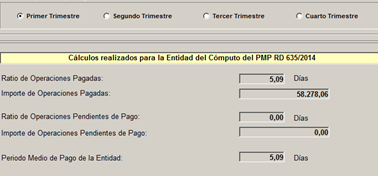 Primer Trimestre Segundo Trimestre Tercer Trimestre Cuarto Trimestre
Cálculos realizados para la Entidad del Cómputo del PMP RD 635/2014
Ratio de Operaciones Pagadas: 5,09 Días
Importe de Operaciones Pagadas: 58.278,06
Ratio de Operaciones Pendientes de Pago: 0,00 Días
Importe de Operaciones Pendientes de Pago: 0,00
Periodo Medio de Pago de la Entidad: 5,09 Días